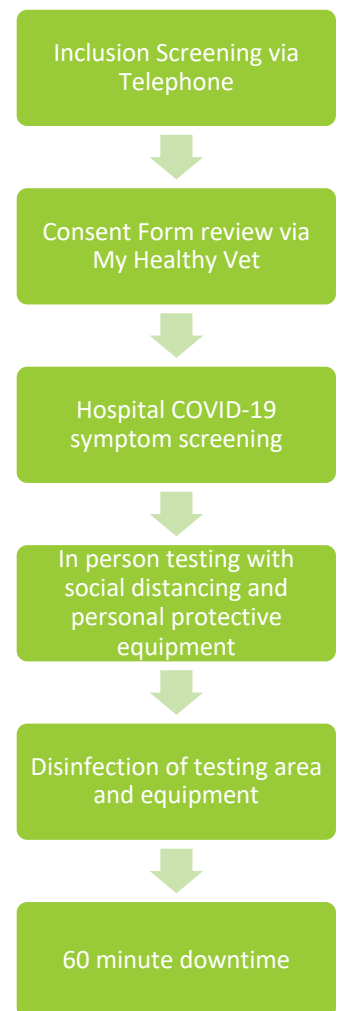 Inclusion Screening via
Telephone
Consent Form review via
My Healthy Vet
Hospital COVID-19
symptom screening
In person testing with
social distancing and
personal protective
equipment
Disinfection of testing area
and equipment
60 minute downtime